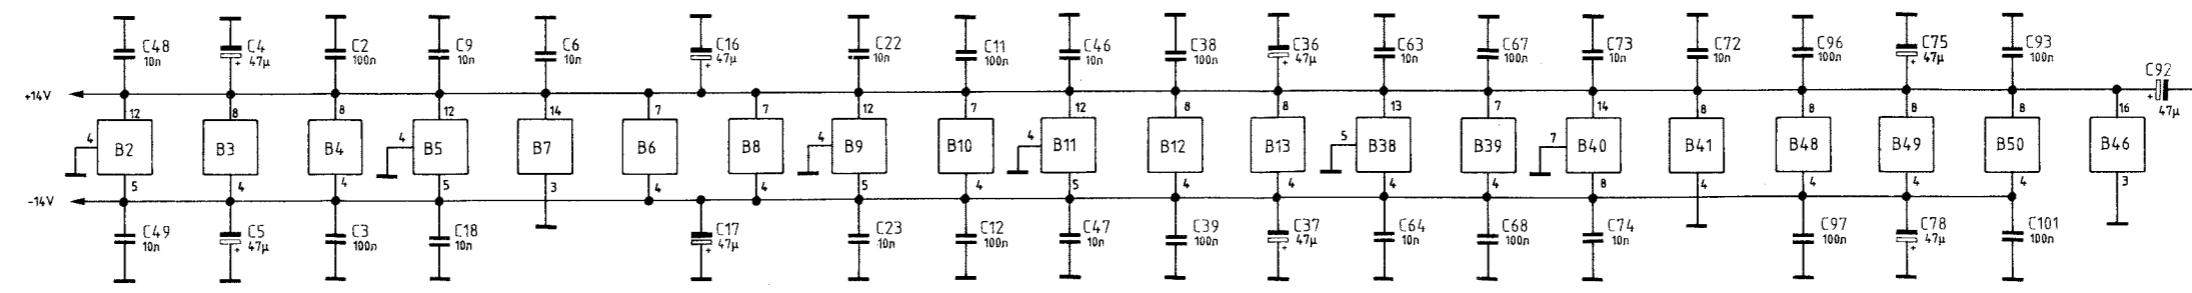 C48 10n
C4 47µ +
C2 100n
C9 10n
C6 10n
C16 47µ +
C22 10n
C11 100n
C46 10n
C38 100n
C36 47µ +
C63 10n
C67 100n
C73 10n
C72 10n
C96 100n
C75 47µ +
C93 100n
C92 + 47µ
+14V
12 8 8 12 14 7 7 12 7 12 8 8 13 7 14 8 8 8 8 16
4 B2
B3
B4
4 B5
B7
B6
B8
4 B9
B10
4 B11
B12
B13
5 B38
B39
7 B40
B41
B48
B49
B50
B46
5 4 4 5 3 4 4 5 4 5 4 4 4 4 8 4 4 4 4 3
-14V
C49 10n
C5 47µ +
C3 100n
C18 10n
C17 47µ +
C23 10n
C12 100n
C47 10n
C39 100n
C37 47µ +
C64 10n
C68 100n
C74 10n
C97 100n
C78 47µ +
C101 100n